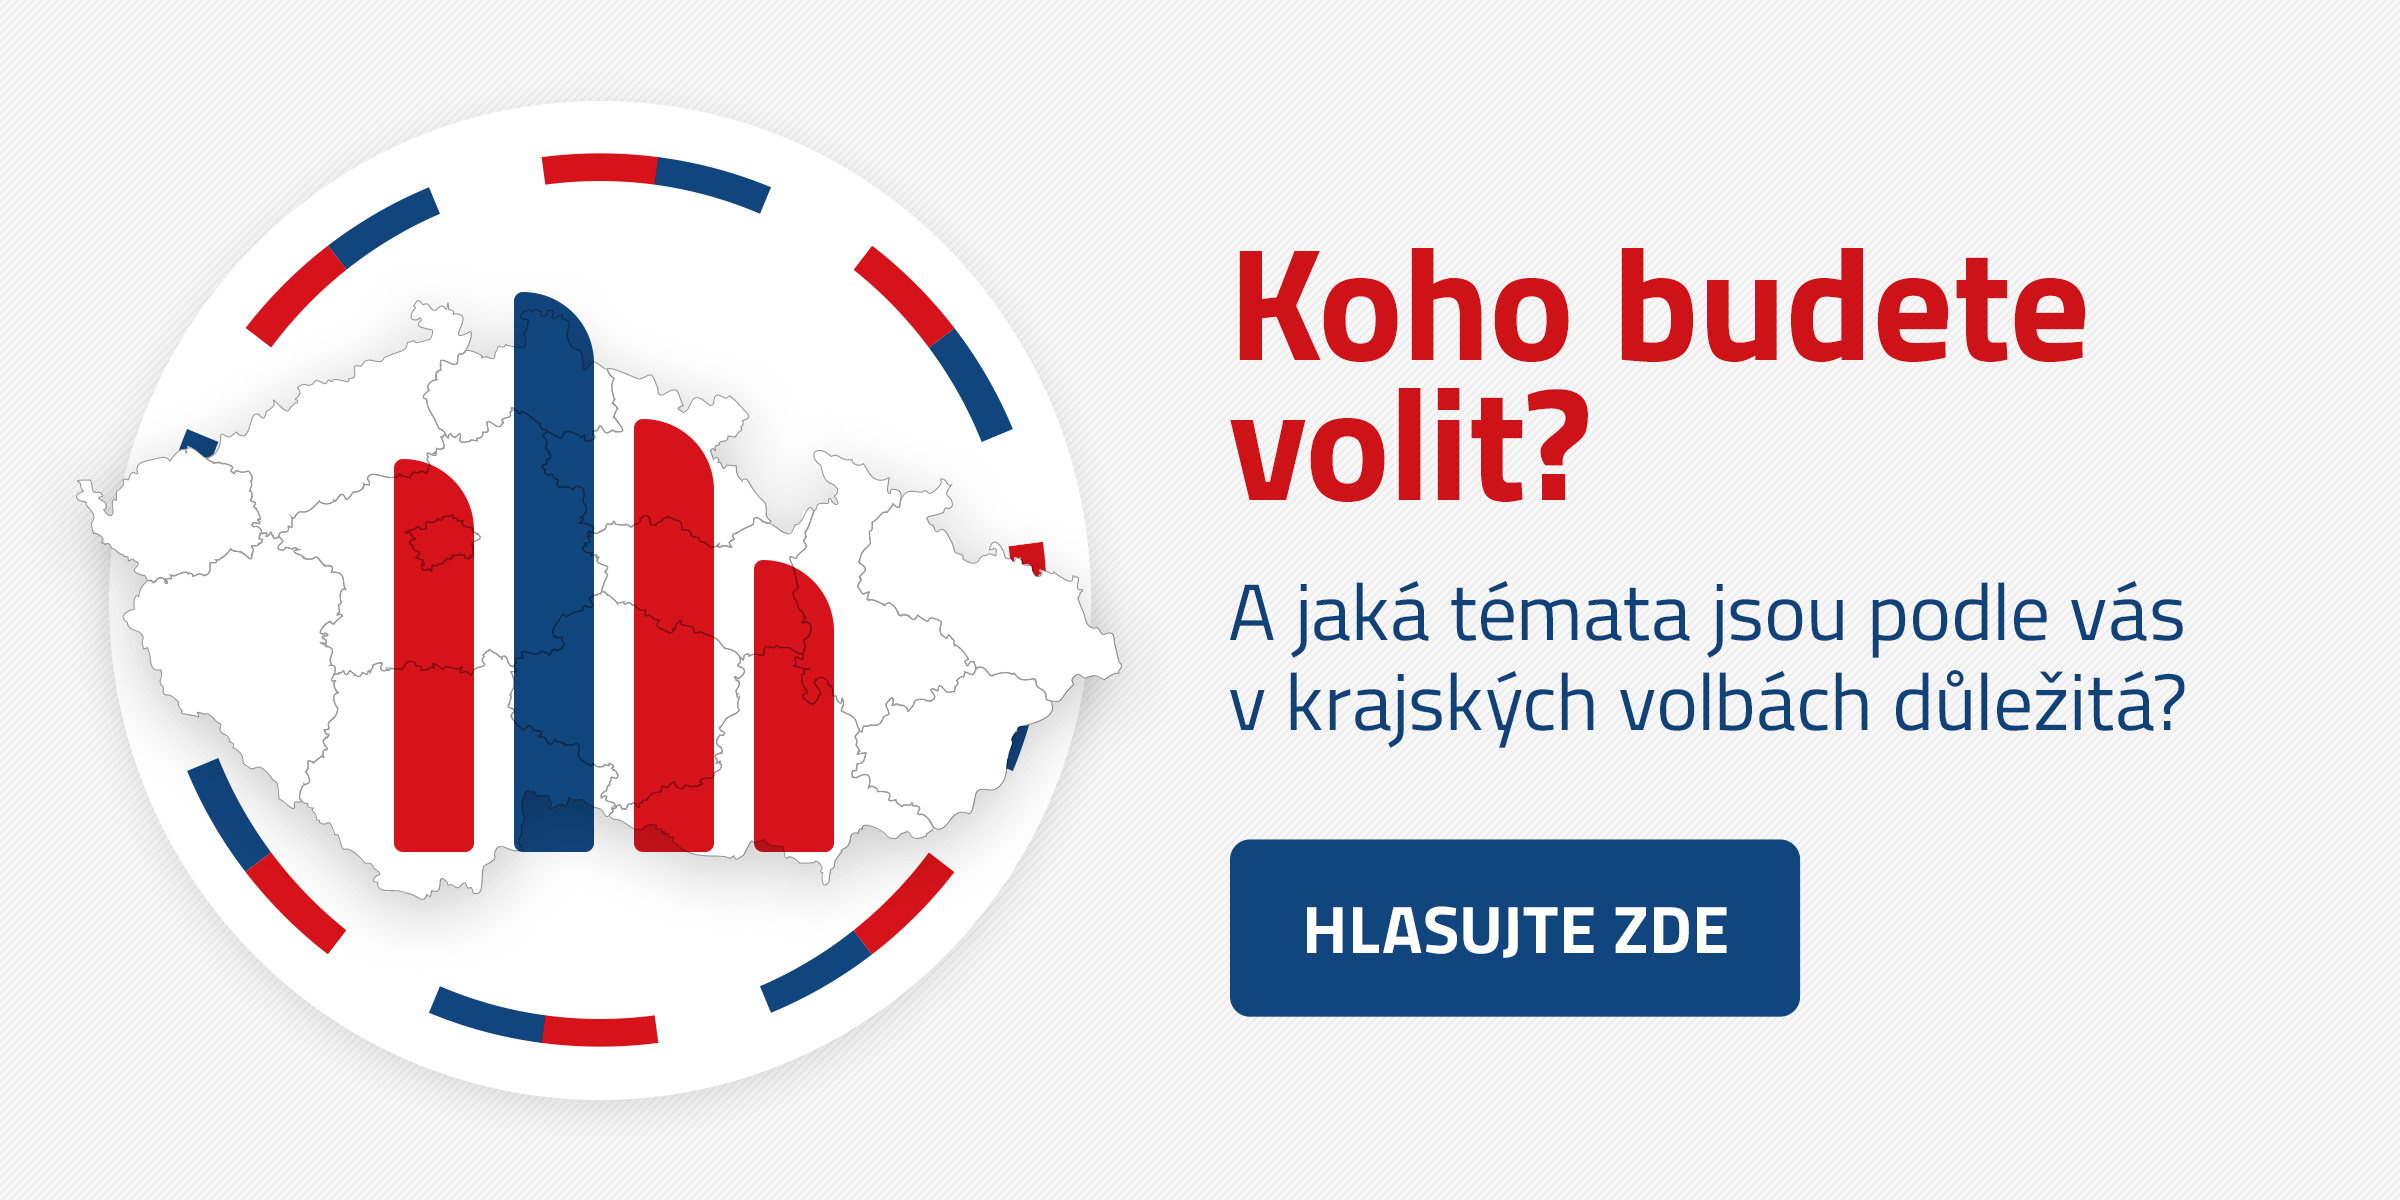 Koho budete
volit?
A jaká témata jsou podle vás
v krajských volbách důležitá?
HLASUJTE ZDE